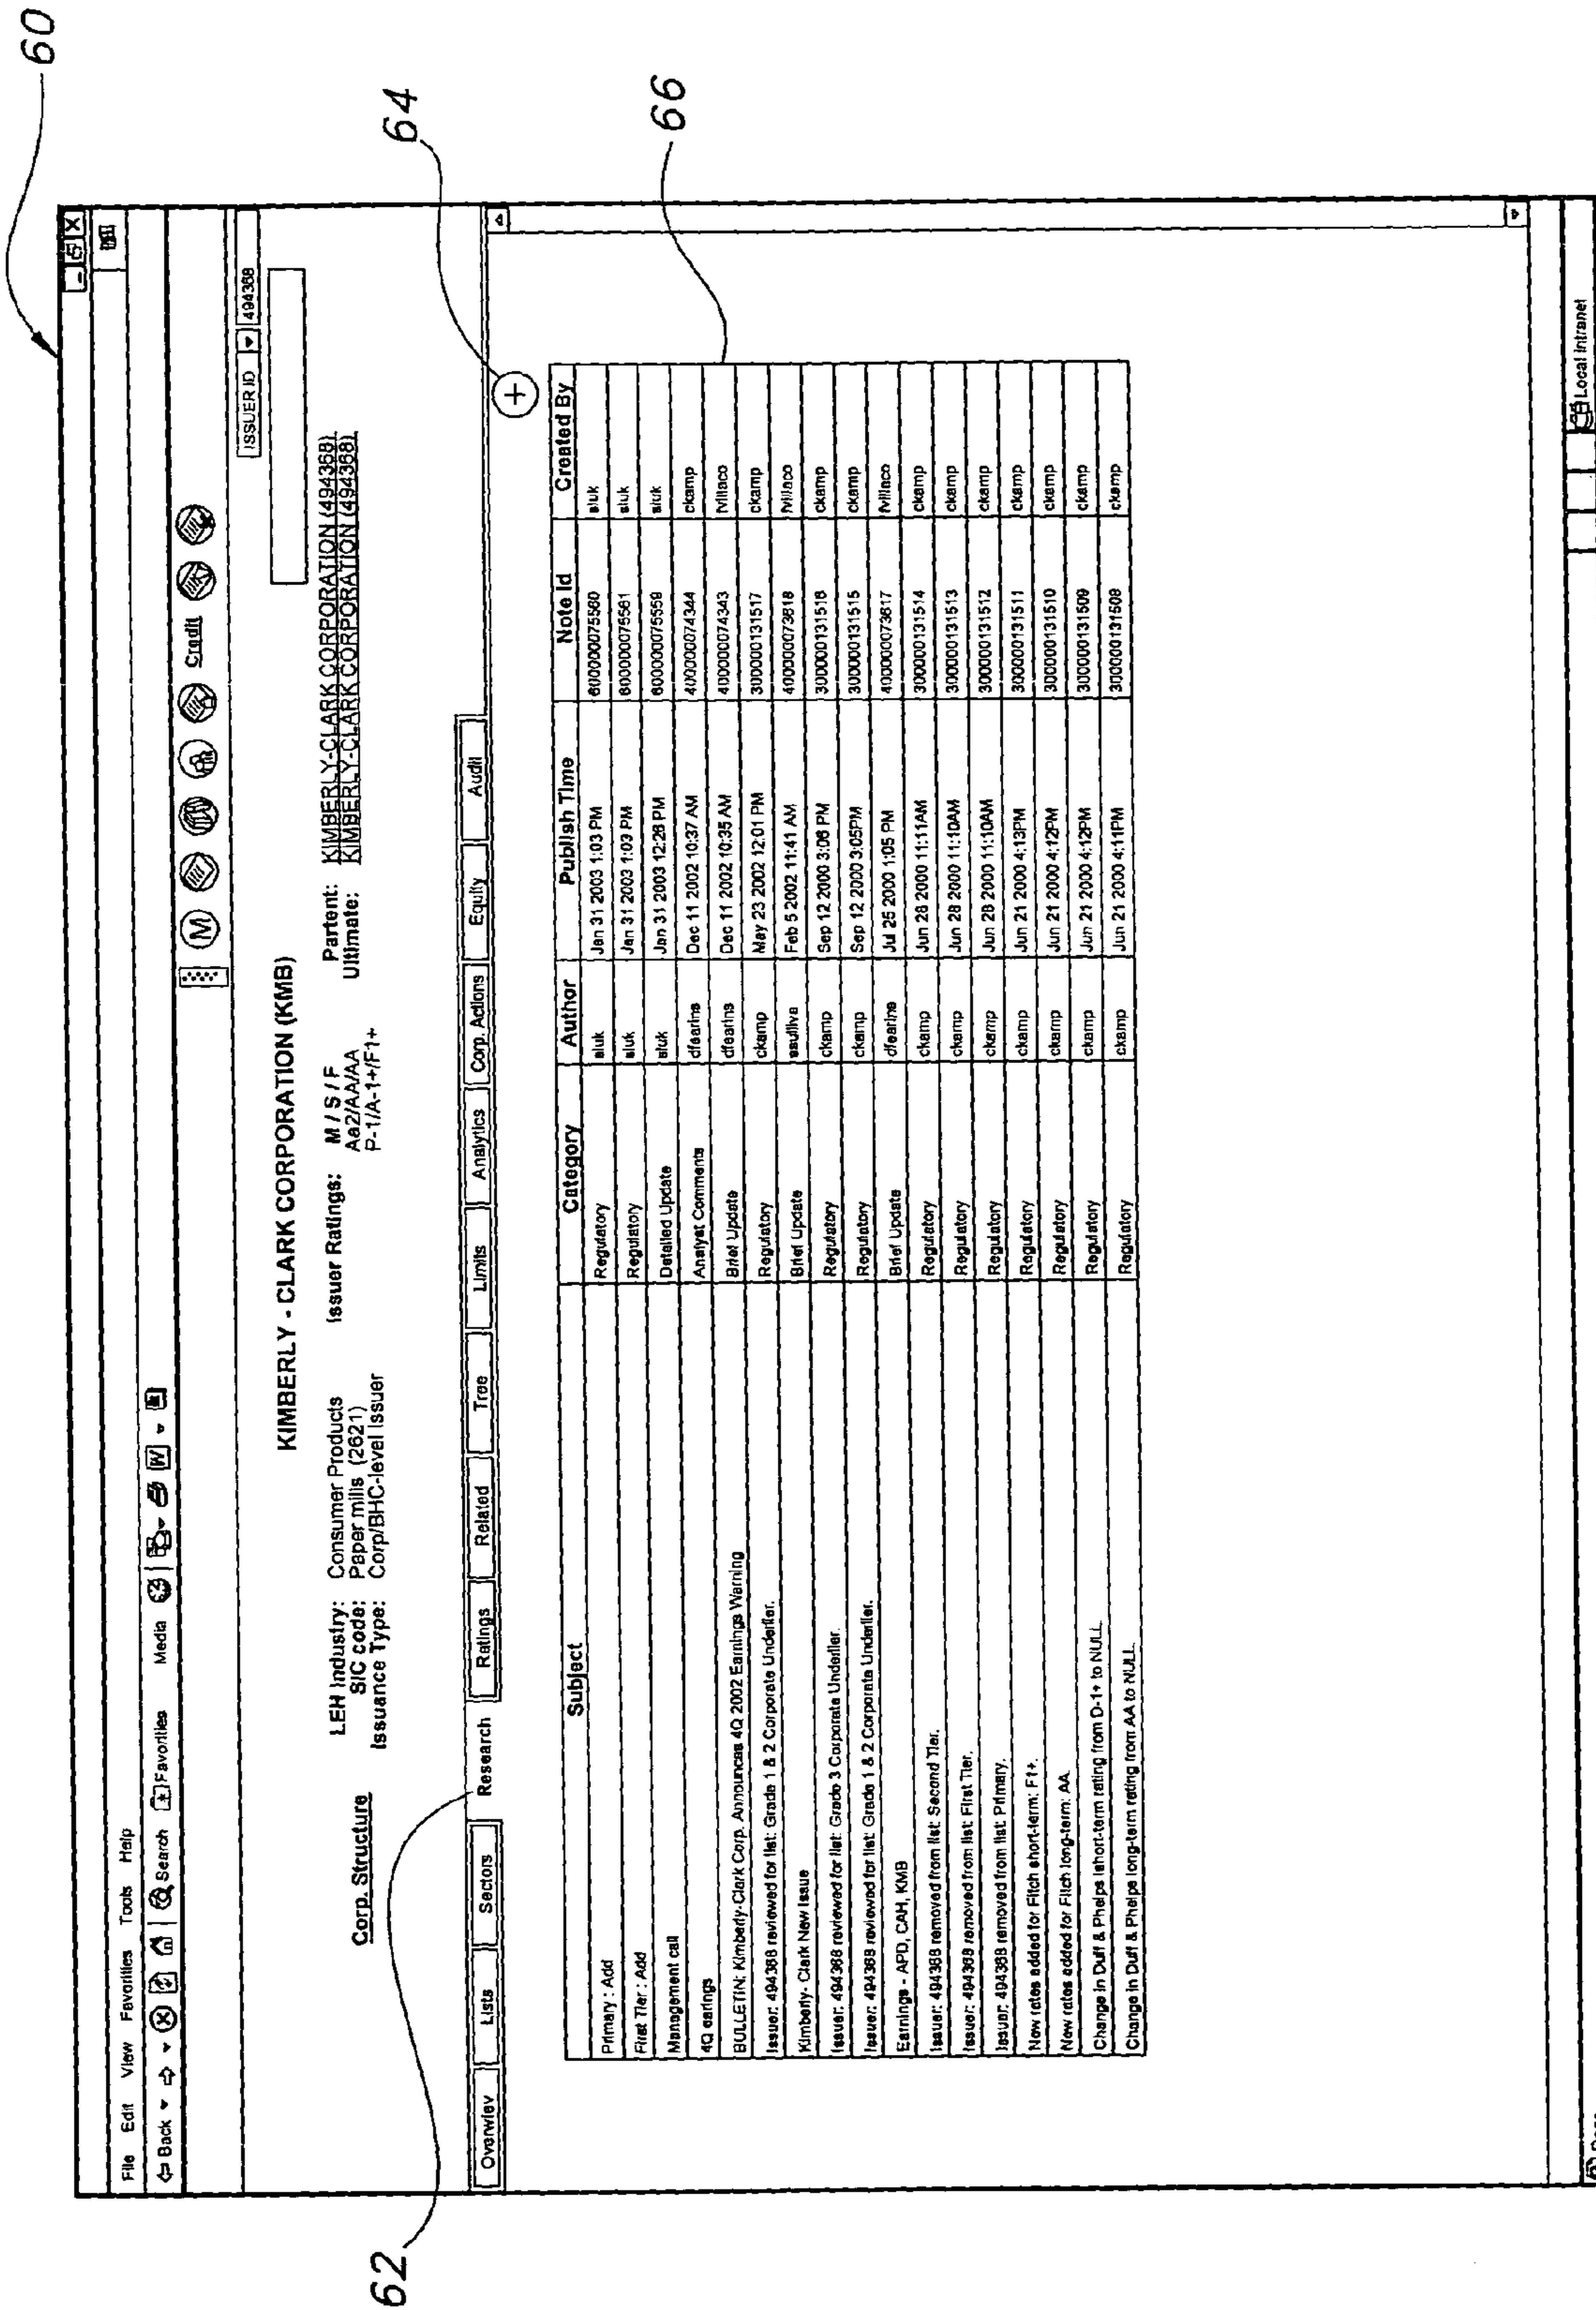 60
File Edit View Favorities Tools Help
Back Search Favorities Media W
M Credit
ISSUER ID 494368
KIMBERLY - CLARK CORPORATION (KMB)
Corp. Structure
LEH Industry: Consumer Products
SIC code: Paper mills (2621)
Issuance Type: Corp/BHC-level Issuer
Issuer Ratings: M / S / F
Aa2/AA/AA
P-1/A-1+/F1+
Partent: KIMBERLY-CLARK CORPORATION (494368)
Ultimate: KIMBERLY-CLARK CORPORATION (494368)
62
64
Overwiev Lists Sectors Research Ratings Related Tree Limits Analytics Corp. Actions Equity Audit
+
66
Subject Category Author Publish Time Note Id Created By
Primary : Add Regulatory sluk Jan 31 2003 1:03 PM 600000075560 sluk
First Tier : Add Regulatory sluk Jan 31 2003 1:03 PM 600000075561 sluk
Management call Detailed Update sluk Jan 31 2003 12:28 PM 600000075559 sluk
4Q earings Analyst Comments dfearins Dec 11 2002 10:37 AM 400000074344 ckamp
BULLETIN; Kimberly-Clark Corp. Announces 4Q 2002 Earnings Warning Brief Update dfearins Dec 11 2002 10:35 AM 400000074343 fvillaco
Issuer: 494368 reviewed for list: Grade 1 & 2 Corporate Undertier. Regulatory ckamp May 23 2002 12:01 PM 300000131517 ckamp
Kimberly- Clark New Issue Brief Update ssulliva Feb 5 2002 11:41 AM 400000073618 fvillaco
Issuer: 494368 reviewed for list: Grade 3 Corporate Undertier. Regulatory ckamp Sep 12 2000 3:06 PM 300000131516 ckamp
Issuer: 494368 reviewed for list: Grade 1 & 2 Corporate Undertier. Regulatory ckamp Sep 12 2000 3:05PM 300000131515 ckamp
Earnings - APD, CAH, KMB Brief Update dfearins Jul 25 2000 1:05 PM 400000073617 fvillaco
Issuer: 494368 removed from list: Second Tier. Regulatory ckamp Jun 28 2000 11:11AM 300000131514 ckamp
Issuer: 494368 removed from list: First Tier. Regulatory ckamp Jun 28 2000 11:10AM 300000131513 ckamp
Issuer: 494368 removed from list: Primary. Regulatory ckamp Jun 28 2000 11:10AM 300000131512 ckamp
New rates added for Fitch short-term: F1+. Regulatory ckamp Jun 21 2000 4:13PM 300000131511 ckamp
New rates added for Fitch long-term: AA. Regulatory ckamp Jun 21 2000 4:12PM 300000131510 ckamp
Change in Duff & Phelps short-term rating from D-1+ to NULL. Regulatory ckamp Jun 21 2000 4:12PM 300000131509 ckamp
Change in Duff & Phelps long-term rating from AA to NULL. Regulatory ckamp Jun 21 2000 4:11PM 300000131508 ckamp
Local Intranet